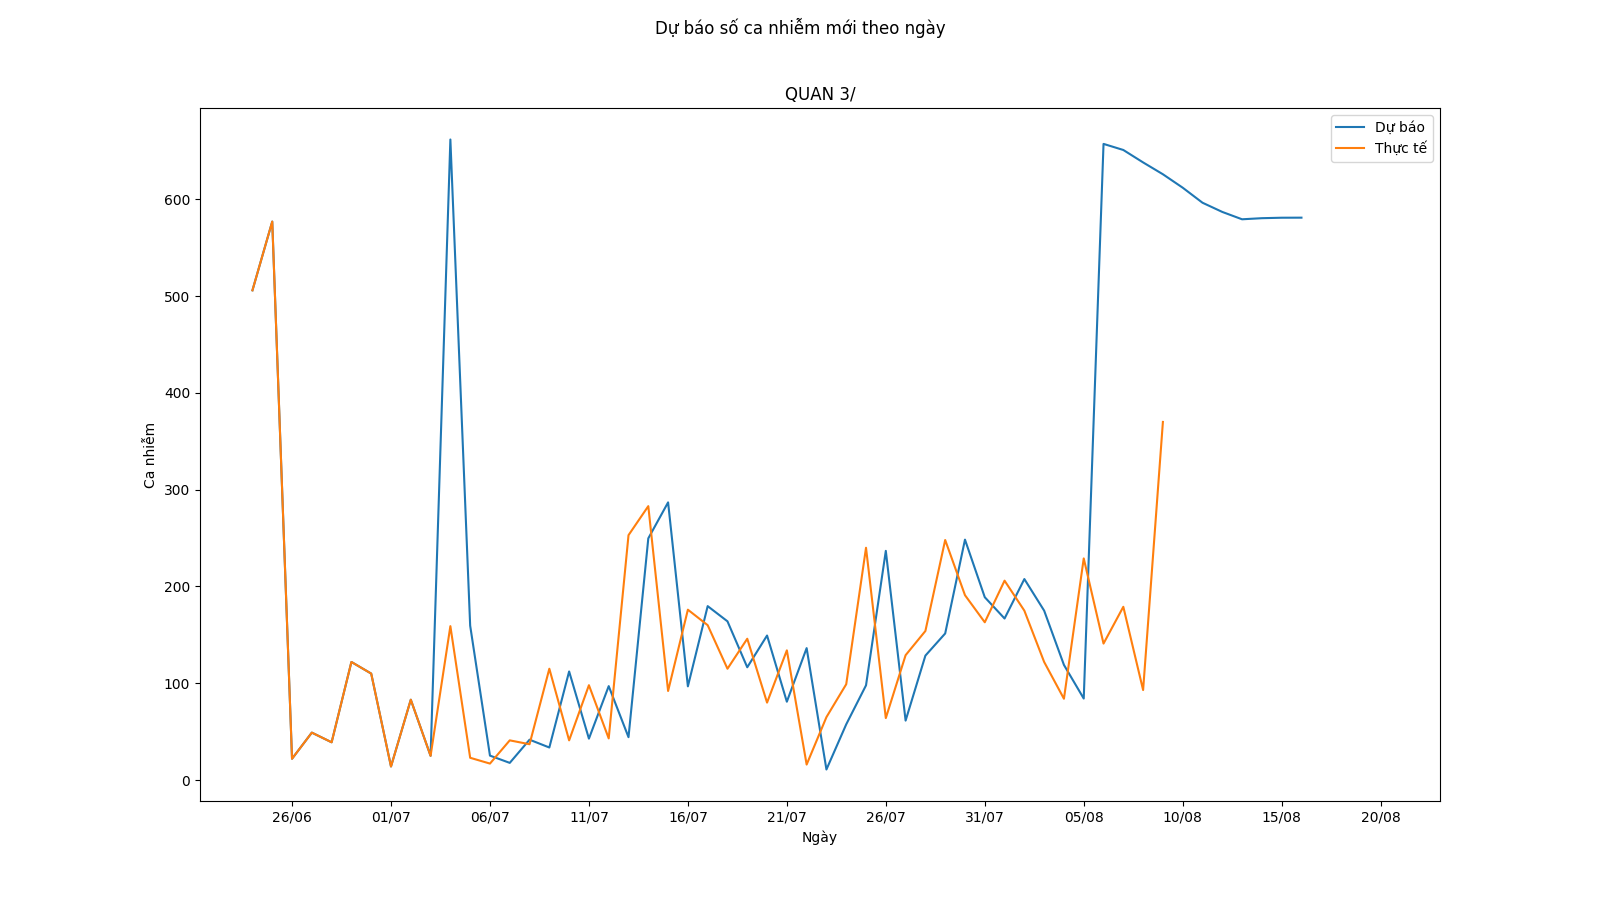 Dự báo số ca nhiễm mới theo ngày
QUAN 3/
Dự báo
Thực tế
600
500
400
300
200
100
0
Ca nhiễm
26/06 01/07 06/07 11/07 16/07 21/07 26/07 31/07 05/08 10/08 15/08 20/08
Ngày